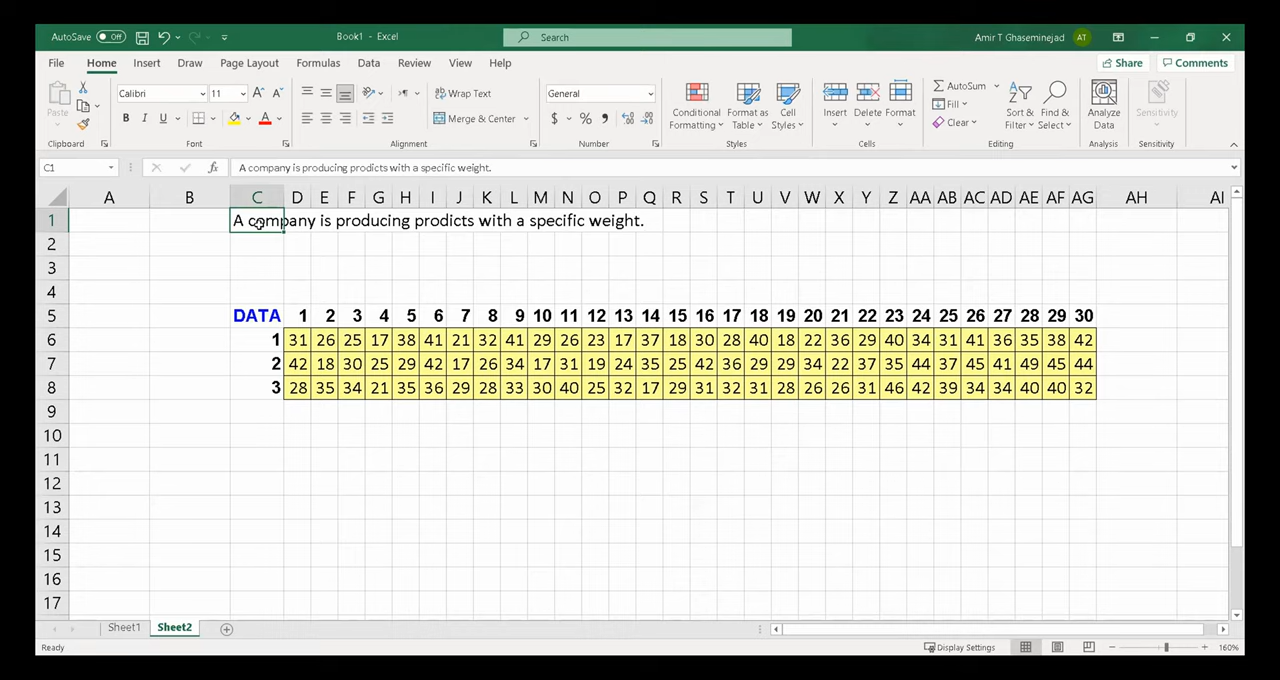 AutoSave Off Book1 - Excel Search Amir T Ghaseminejad AT
File Home Insert Draw Page Layout Formulas Data Review View Help Share Comments
Paste Calibri 11 A A Wrap Text General Conditional Formatting Format as Table Cell Styles Insert Delete Format AutoSum Fill Clear Sort & Filter Find & Select Analyze Data Sensitivity
B I U A Merge & Center $ % 9
Clipboard Font Alignment Number Styles Cells Editing Analysis Sensitivity
C1 fx A company is producing prodicts with a specific weight.
A B C D E F G H I J K L M N O P Q R S T U V W X Y Z AA AB AC AD AE AF AG AH AI
1 A company is producing prodicts with a specific weight.
2
3
4
5 DATA 1 2 3 4 5 6 7 8 9 10 11 12 13 14 15 16 17 18 19 20 21 22 23 24 25 26 27 28 29 30
6 1 31 26 25 17 38 41 21 32 41 29 26 23 17 37 18 30 28 40 18 22 36 29 40 34 31 41 36 35 38 42
7 2 42 18 30 25 29 42 17 26 34 17 31 19 24 35 25 42 36 29 29 34 22 37 35 44 37 45 41 49 45 44
8 3 28 35 34 21 35 36 29 28 33 30 40 25 32 17 29 31 32 31 28 26 26 31 46 42 39 34 34 40 40 32
9
10
11
12
13
14
15
16
17
Sheet1 Sheet2
Ready Display Settings 160%